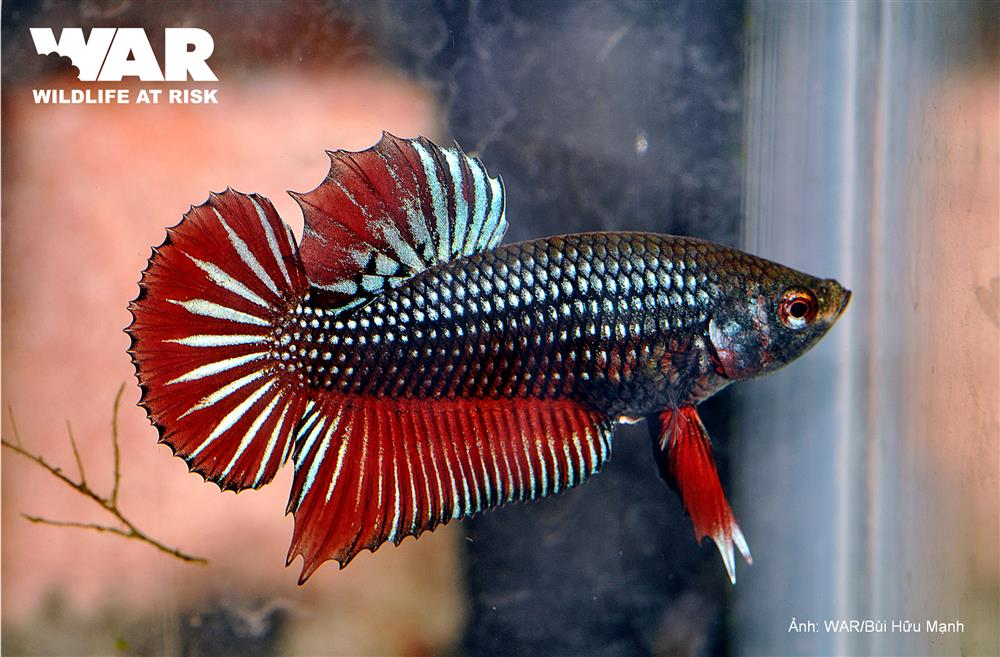 WAR
WILDLIFE AT RISK
Ảnh: WAR/Bùi Hữu Mạnh